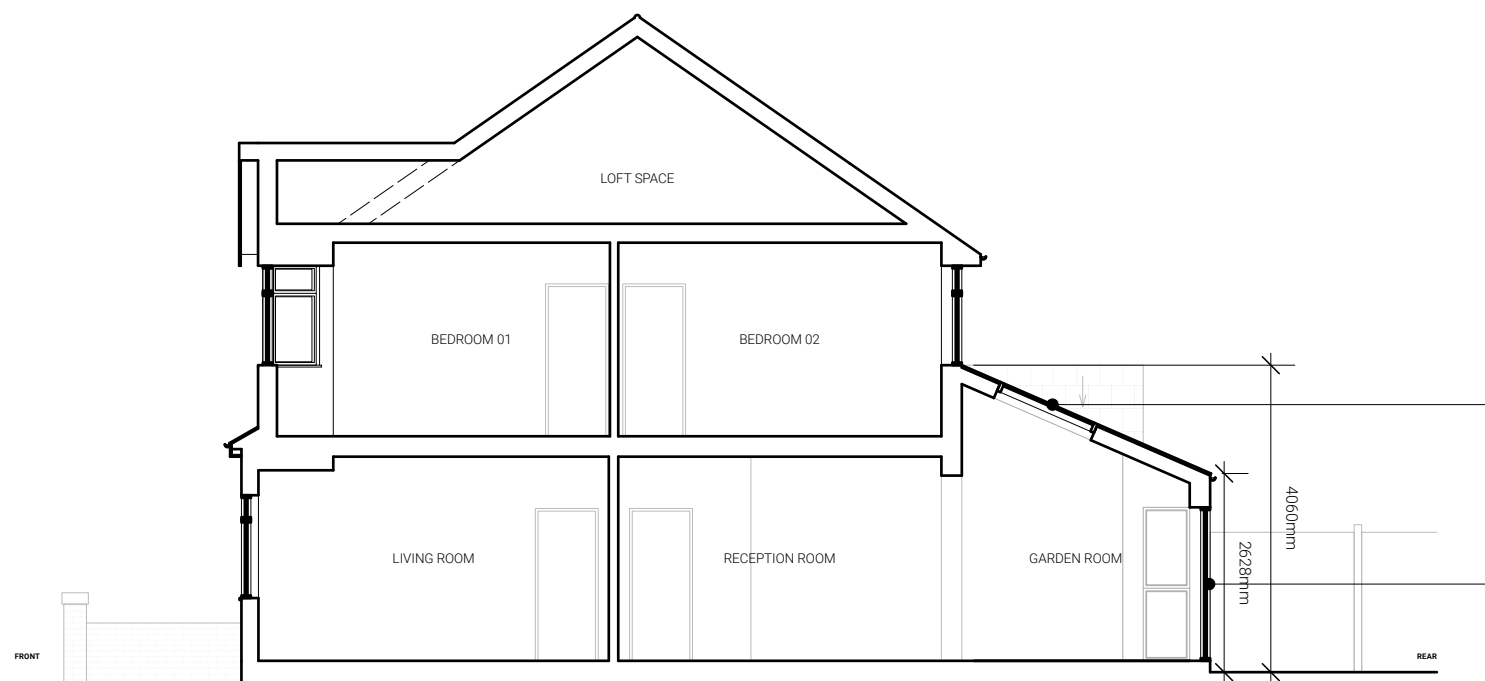 LOFT SPACE
BEDROOM 01
BEDROOM 02
4060mm
2628mm
LIVING ROOM
RECEPTION ROOM
GARDEN ROOM
FRONT
REAR